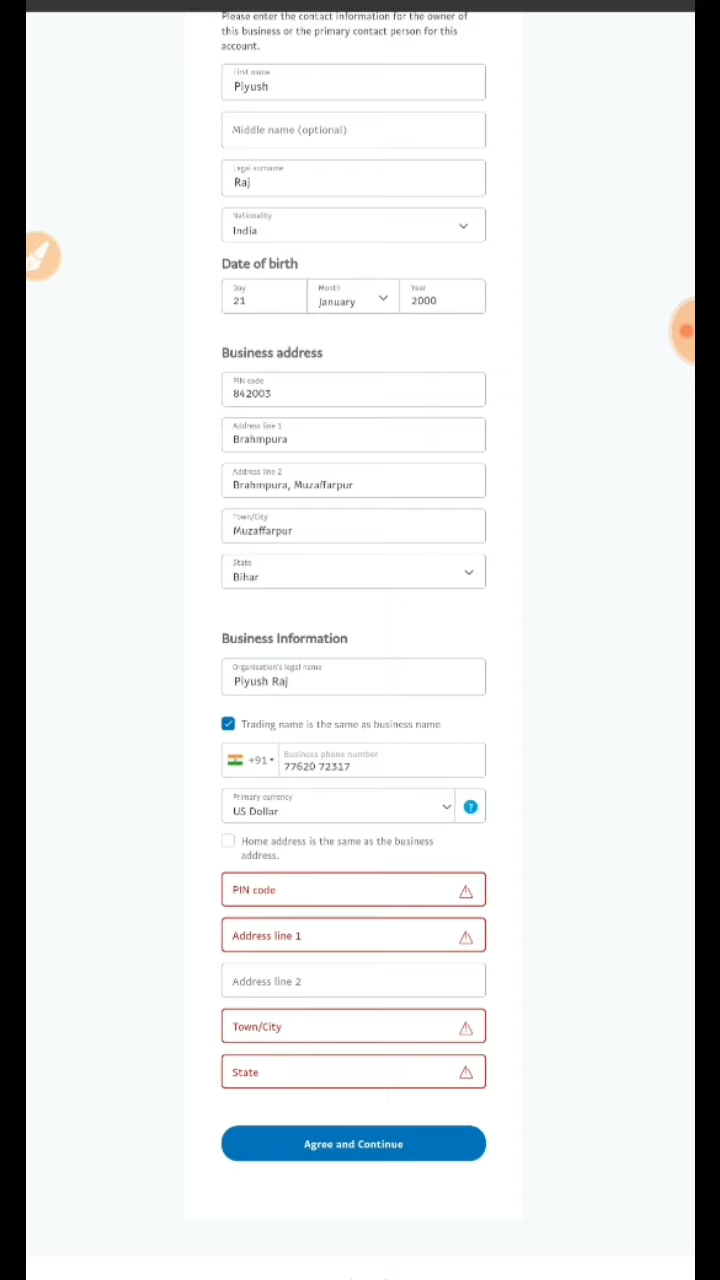 Please enter the contact information for the owner of
this business or the primary contact person for this
account.
First name
Piyush
Middle name (optional)
Legal surname
Raj
Nationality
India
Date of birth
Day
21
Month
January
Year
2000
Business address
PIN code
842003
Address line 1
Brahmpura
Address line 2
Brahmpura, Muzaffarpur
Town/City
Muzaffarpur
State
Bihar
Business Information
Organisation's legal name
Piyush Raj
Trading name is the same as business name
+91
Business phone number
77620 72317
Primary currency
US Dollar
?
Home address is the same as the business
address.
PIN code
Address line 1
Address line 2
Town/City
State
Agree and Continue